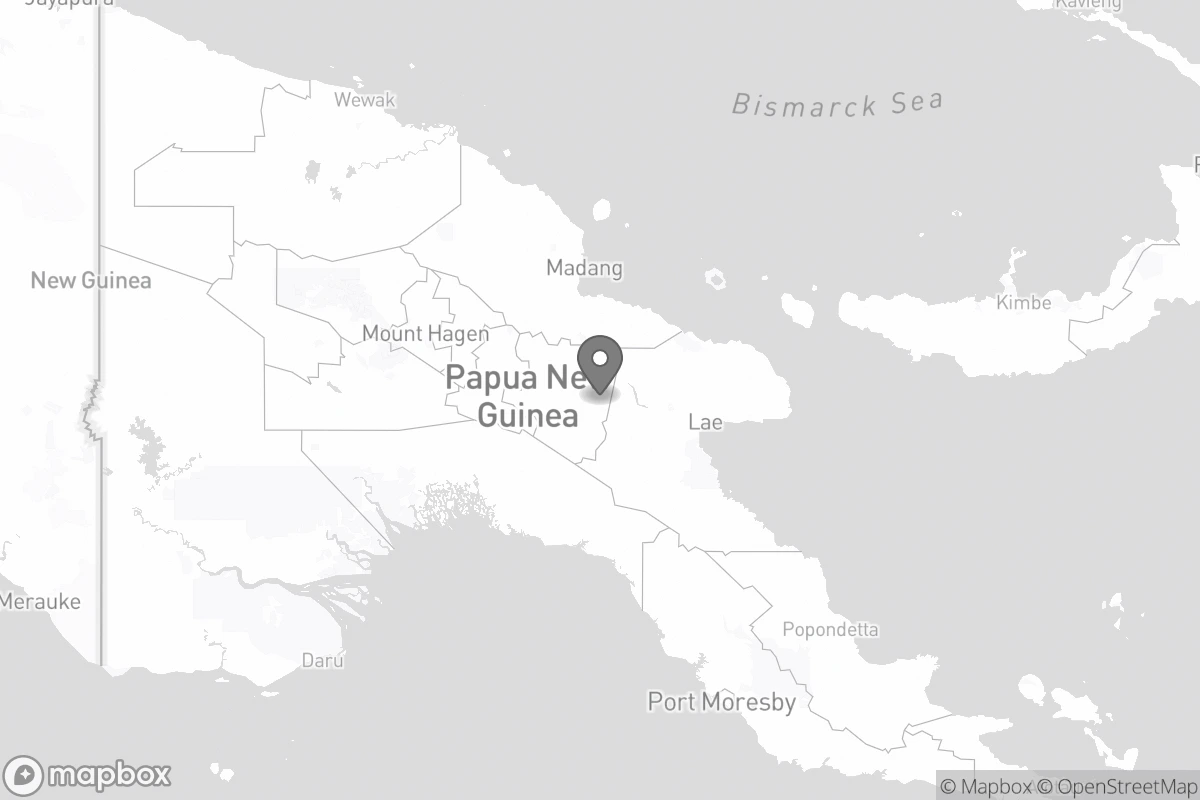 Jayapura
Kavieng
Wewak
Bismarck Sea
Madang
New Guinea
Kimbe
Mount Hagen
Papua Ne
Guinea
Lae
Merauke
Popondetta
Daru
Port Moresby
mapbox
© Mapbox © OpenStreetMap